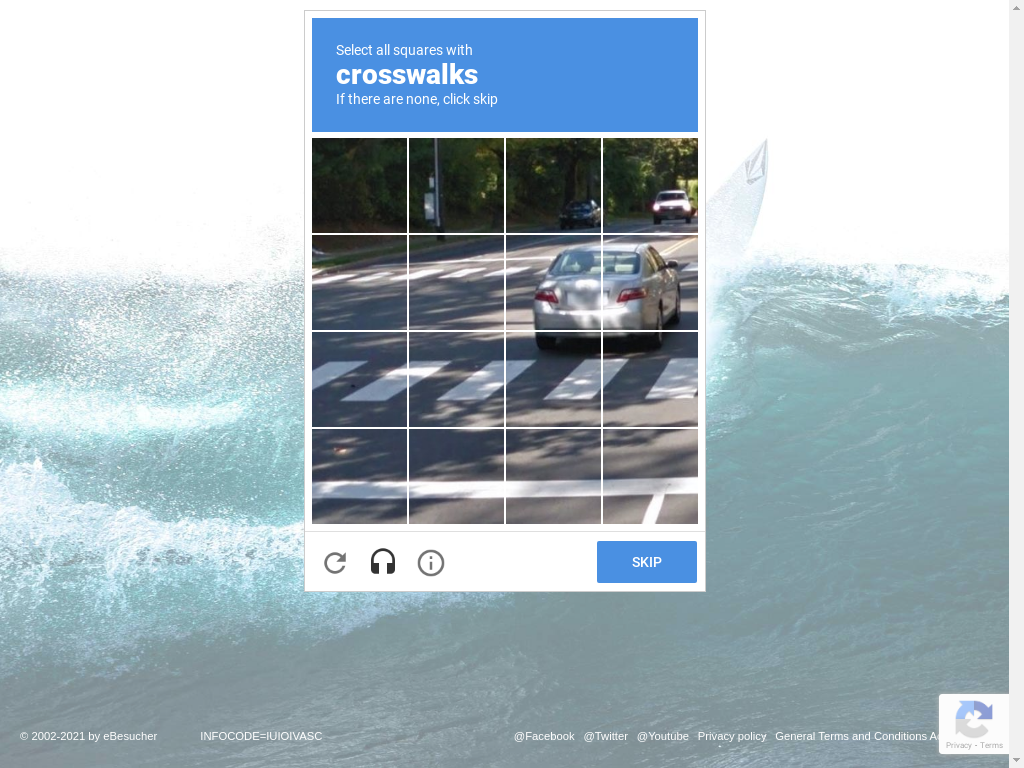 Select all squares with
crosswalks
If there are none, click skip
SKIP
© 2002-2021 by eBesucher
INFOCODE=IUIOIVASC
@Facebook @Twitter @Youtube Privacy policy General Terms and Conditions
Privacy - Terms